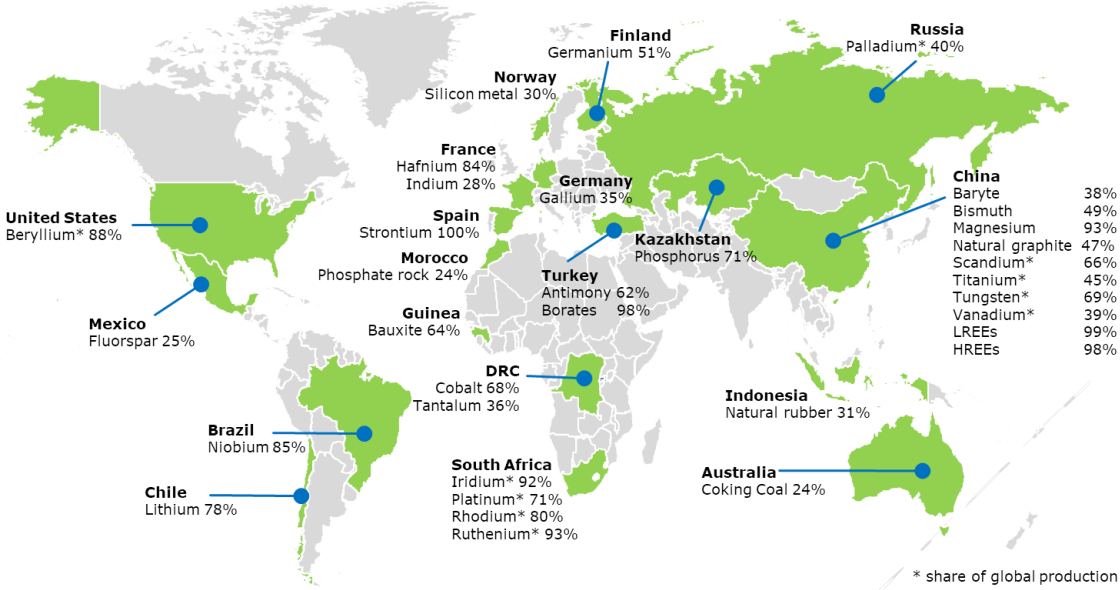 Finland
Germanium 51%
Russia
Palladium* 40%
Norway
Silicon metal 30%
France
Hafnium 84%
Indium 28%
Germany
Gallium 35%
China
Baryte 38%
Bismuth 49%
Magnesium 93%
Natural graphite 47%
Scandium* 66%
Titanium* 45%
Tungsten* 69%
Vanadium* 39%
LREEs 99%
HREEs 98%
United States
Beryllium* 88%
Spain
Strontium 100%
Kazakhstan
Phosphorus 71%
Morocco
Phosphate rock 24%
Turkey
Antimony 62%
Borates 98%
Mexico
Fluorspar 25%
Guinea
Bauxite 64%
DRC
Cobalt 68%
Tantalum 36%
Indonesia
Natural rubber 31%
Brazil
Niobium 85%
South Africa
Iridium* 92%
Platinum* 71%
Rhodium* 80%
Ruthenium* 93%
Australia
Coking Coal 24%
Chile
Lithium 78%
* share of global production